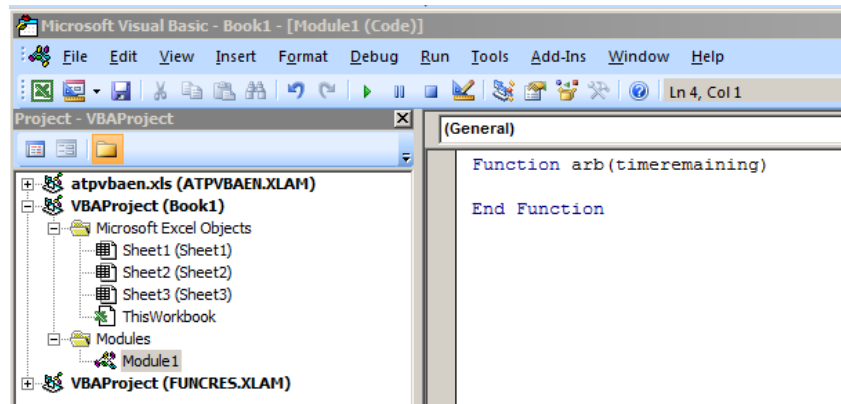 Microsoft Visual Basic - Book1 - [Module1 (Code)]
File Edit View Insert Format Debug Run Tools Add-Ins Window Help
Ln 4, Col 1
Project - VBAProject
(General)
atpvbaen.xls (ATPVBAEN.XLAM)
VBAProject (Book1)
Microsoft Excel Objects
Sheet1 (Sheet1)
Sheet2 (Sheet2)
Sheet3 (Sheet3)
ThisWorkbook
Modules
Module1
VBAProject (FUNCRES.XLAM)
Function arb(timeremaining)
End Function